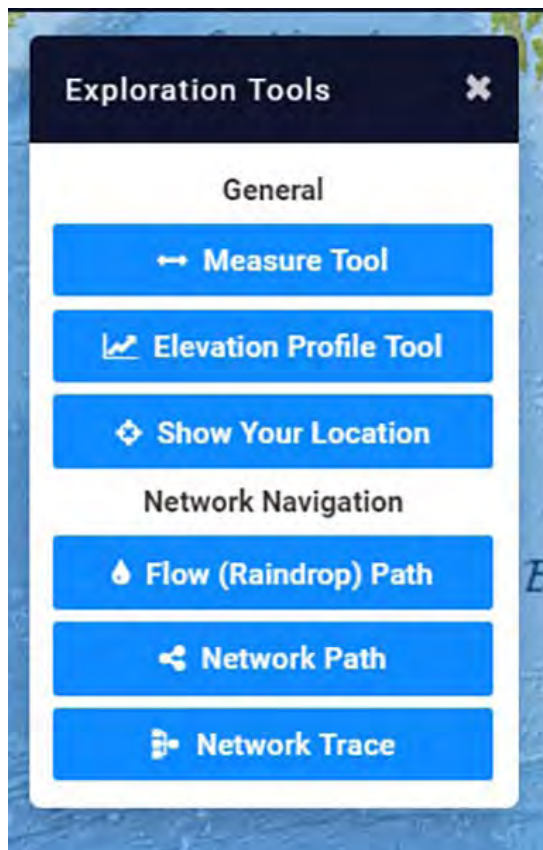 Exploration Tools
General
Measure Tool
Elevation Profile Tool
Show Your Location
Network Navigation
Flow (Raindrop) Path
Network Path
Network Trace